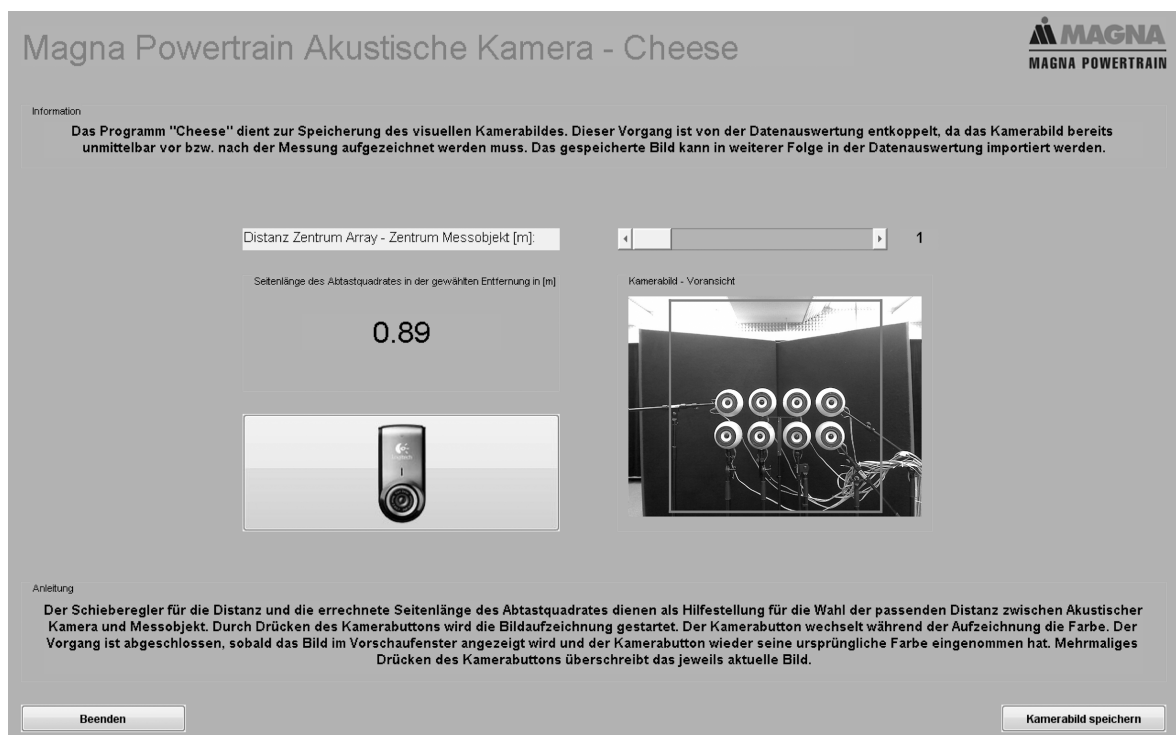 Magna Powertrain Akustische Kamera - Cheese
MAGNA
MAGNA POWERTRAIN
Information
Das Programm "Cheese" dient zur Speicherung des visuellen Kamerabildes. Dieser Vorgang ist von der Datenauswertung entkoppelt, da das Kamerabild bereits
unmittelbar vor bzw. nach der Messung aufgezeichnet werden muss. Das gespeicherte Bild kann in weiterer Folge in der Datenauswertung importiert werden.
Distanz Zentrum Array - Zentrum Messobjekt [m]:
1
Seitenlänge des Abtastquadrates in der gewählten Entfernung in [m]
0.89
Kamerabild - Voransicht
Logitech
Anleitung
Der Schieberegler für die Distanz und die errechnete Seitenlänge des Abtastquadrates dienen als Hilfestellung für die Wahl der passenden Distanz zwischen Akustischer
Kamera und Messobjekt. Durch Drücken des Kamerabuttons wird die Bildaufzeichnung gestartet. Der Kamerabutton wechselt während der Aufzeichnung die Farbe. Der
Vorgang ist abgeschlossen, sobald das Bild im Vorschaufenster angezeigt wird und der Kamerabutton wieder seine ursprüngliche Farbe eingenommen hat. Mehrmaliges
Drücken des Kamerabuttons überschreibt das jeweils aktuelle Bild.
Beenden
Kamerabild speichern